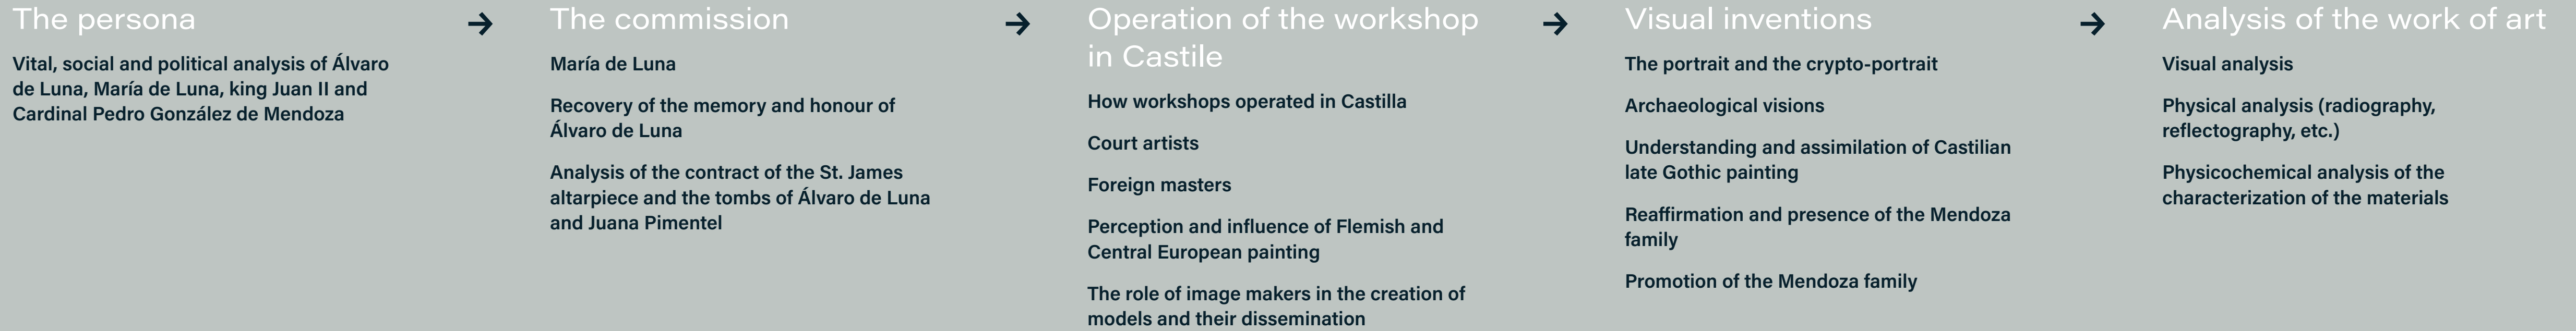 The persona
Vital, social and political analysis of Álvaro
de Luna, María de Luna, king Juan II and
Cardinal Pedro González de Mendoza
The commission
María de Luna
Recovery of the memory and honour of
Álvaro de Luna
Analysis of the contract of the St. James
altarpiece and the tombs of Álvaro de Luna
and Juana Pimentel
Operation of the workshop
in Castile
How workshops operated in Castilla
Court artists
Foreign masters
Perception and influence of Flemish and
Central European painting
The role of image makers in the creation of
models and their dissemination
Visual inventions
The portrait and the crypto-portrait
Archaeological visions
Understanding and assimilation of Castilian
late Gothic painting
Reaffirmation and presence of the Mendoza
family
Promotion of the Mendoza family
Analysis of the work of art
Visual analysis
Physical analysis (radiography,
reflectography, etc.)
Physicochemical analysis of the
characterization of the materials